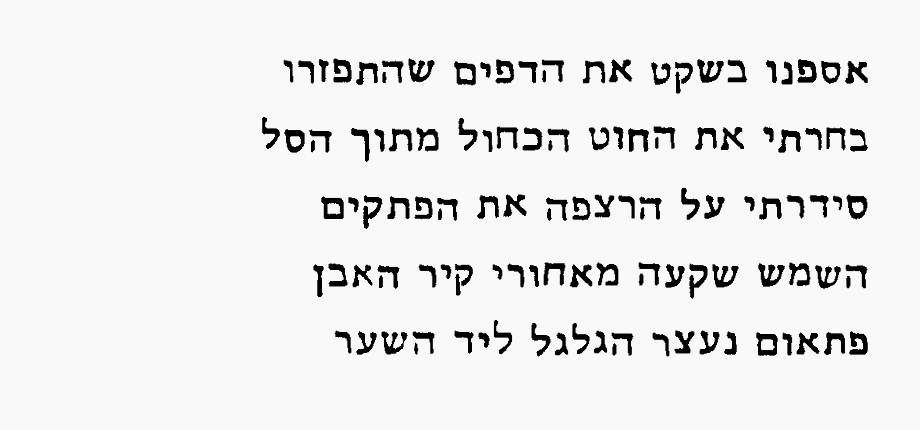 אספנו בשקט את הדפים שהתפזרו
בחרתי את החוט הכחול מתוך הסל
סידרתי על הרצפה את הפתקים
השמש שקעה מאחורי קיר האבן
פתאום נעצר הגלגל ליד השער